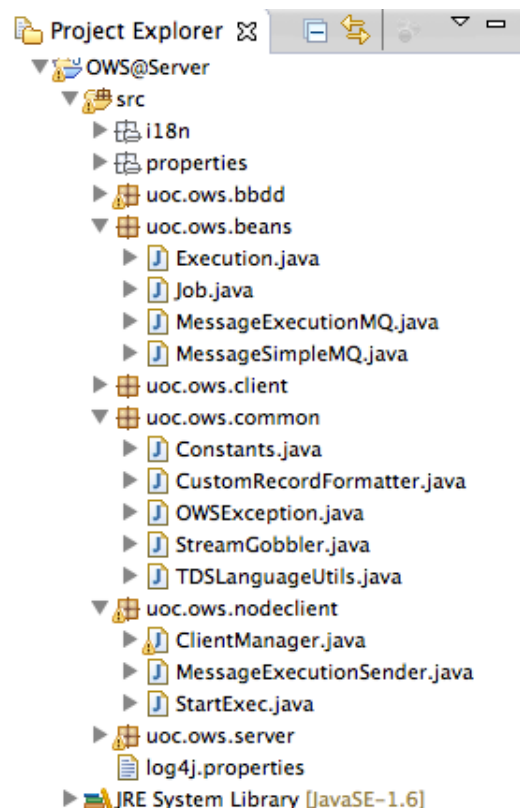 Project Explorer
OWS@Server
src
i18n
properties
uoc.ows.bbdd
uoc.ows.beans
Execution.java
Job.java
MessageExecutionMQ.java
MessageSimpleMQ.java
uoc.ows.client
uoc.ows.common
Constants.java
CustomRecordFormatter.java
OWSException.java
StreamGobbler.java
TDSLanguageUtils.java
uoc.ows.nodeclient
ClientManager.java
MessageExecutionSender.java
StartExec.java
uoc.ows.server
log4j.properties
JRE System Library [JavaSE-1.6]